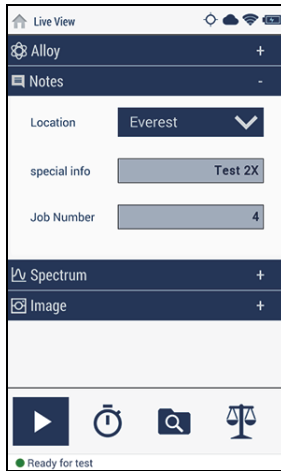 Live View
Alloy +
Notes -
Location Everest
special info Test 2X
Job Number 4
Spectrum +
Image +
Ready for test